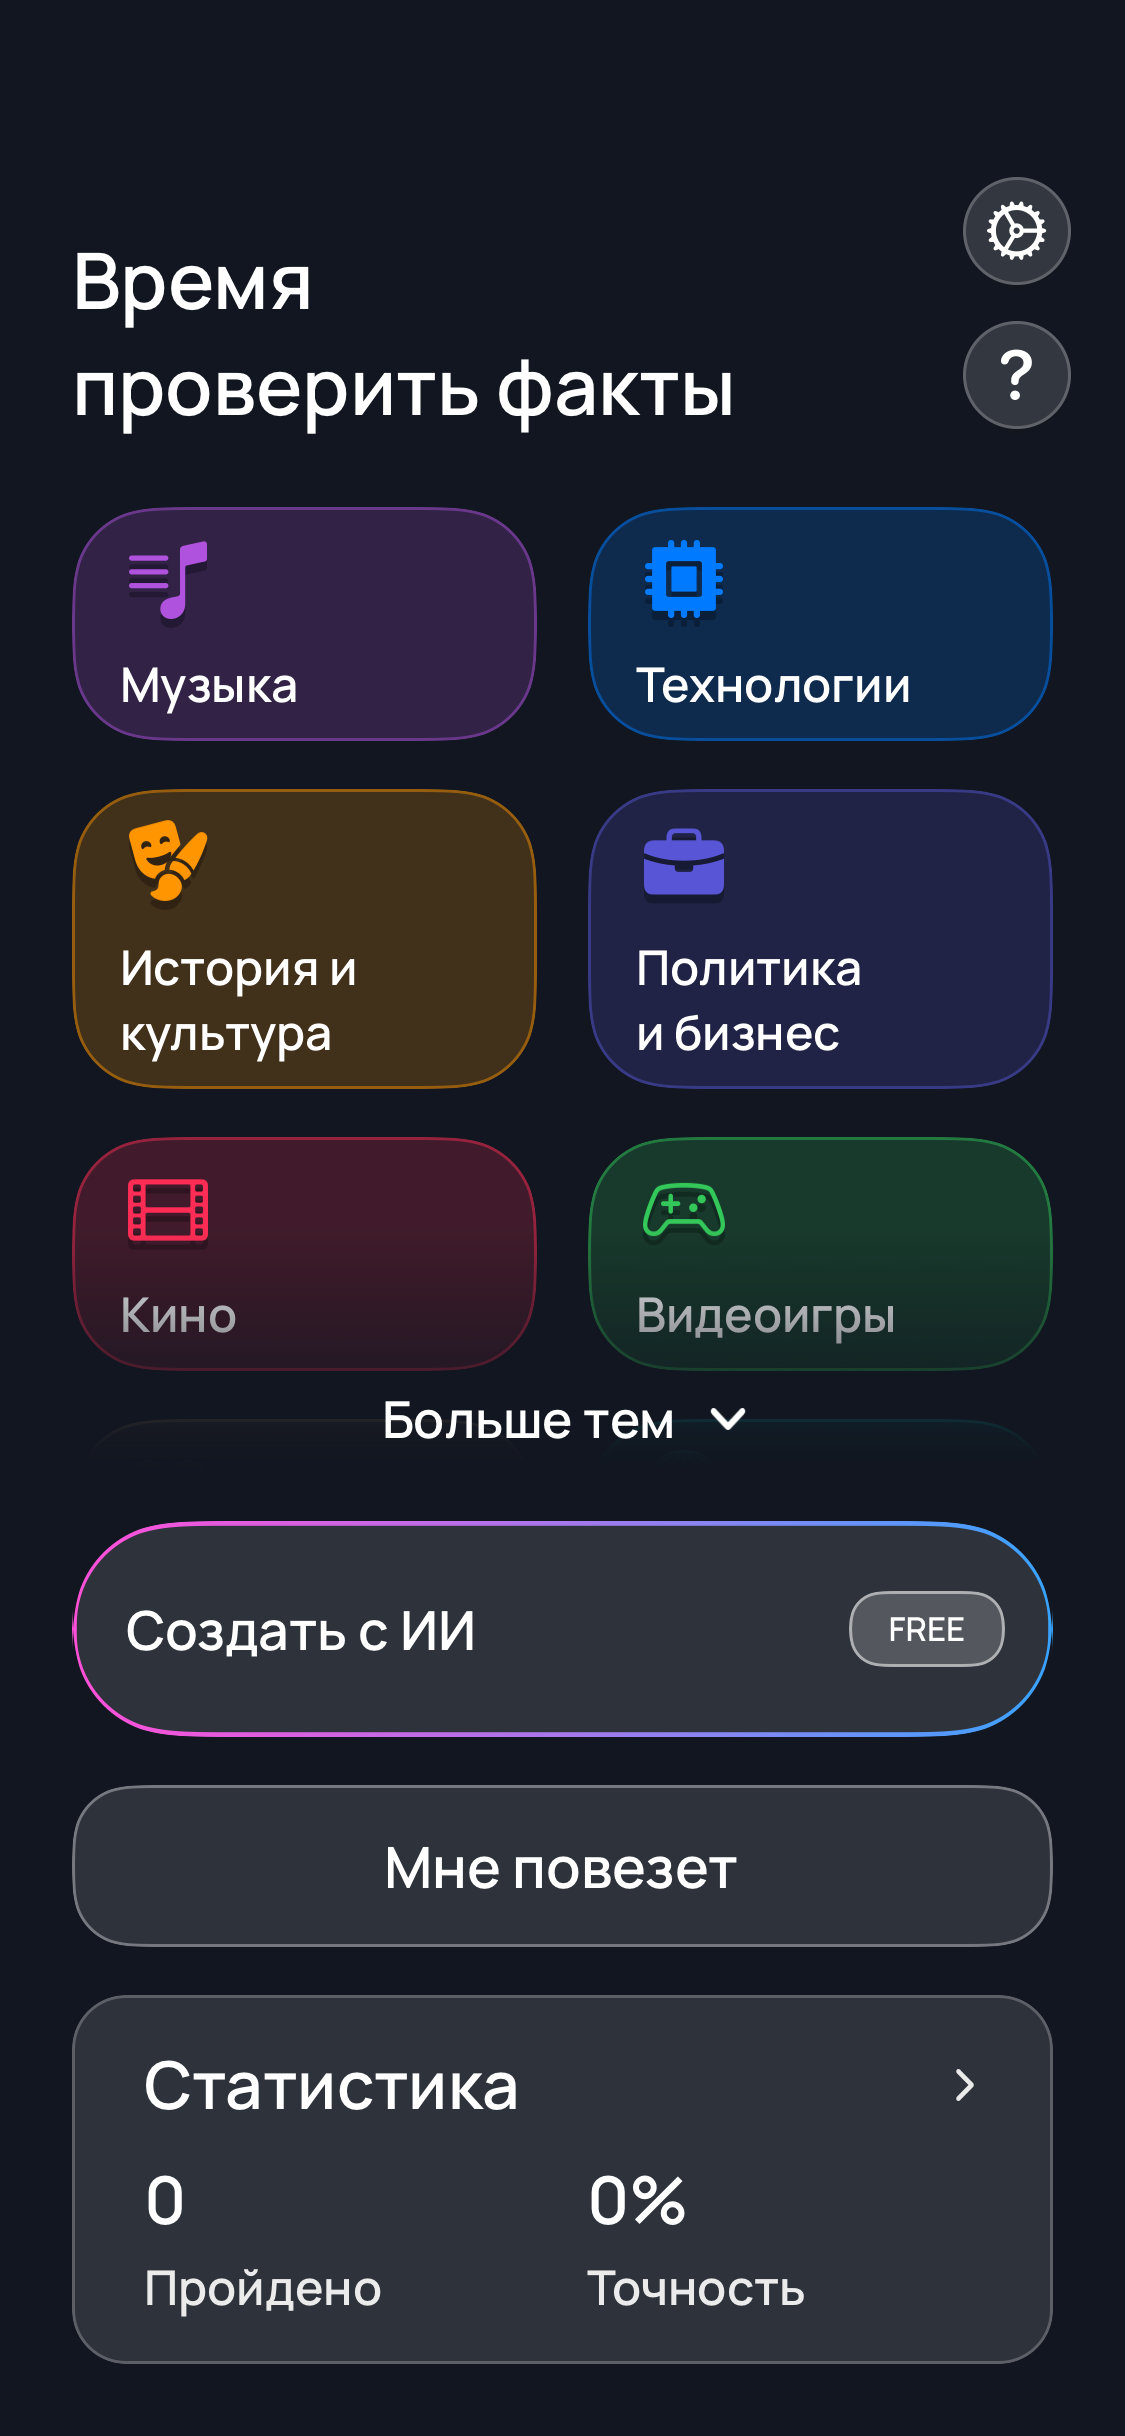 Время
проверить факты
?
Музыка
Технологии
История и
культура
Политика
и бизнес
Кино
Видеоигры
Больше тем
Создать с ИИ
FREE
Мне повезет
Статистика
0
0%
Пройдено
Точность